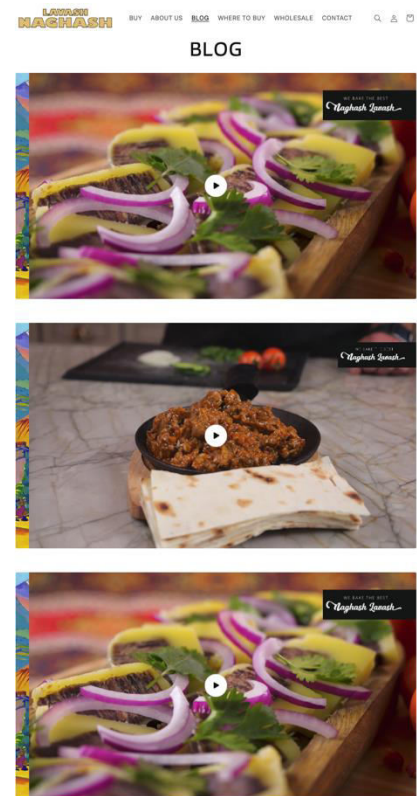 LAVASH
NAGHASH
BUY ABOUT US BLOG WHERE TO BUY WHOLESALE CONTACT
BLOG
WE BAKE THE BEST
Naghash Lavash
Naghash Lavash
WE BAKE THE BEST
Naghash Lavash